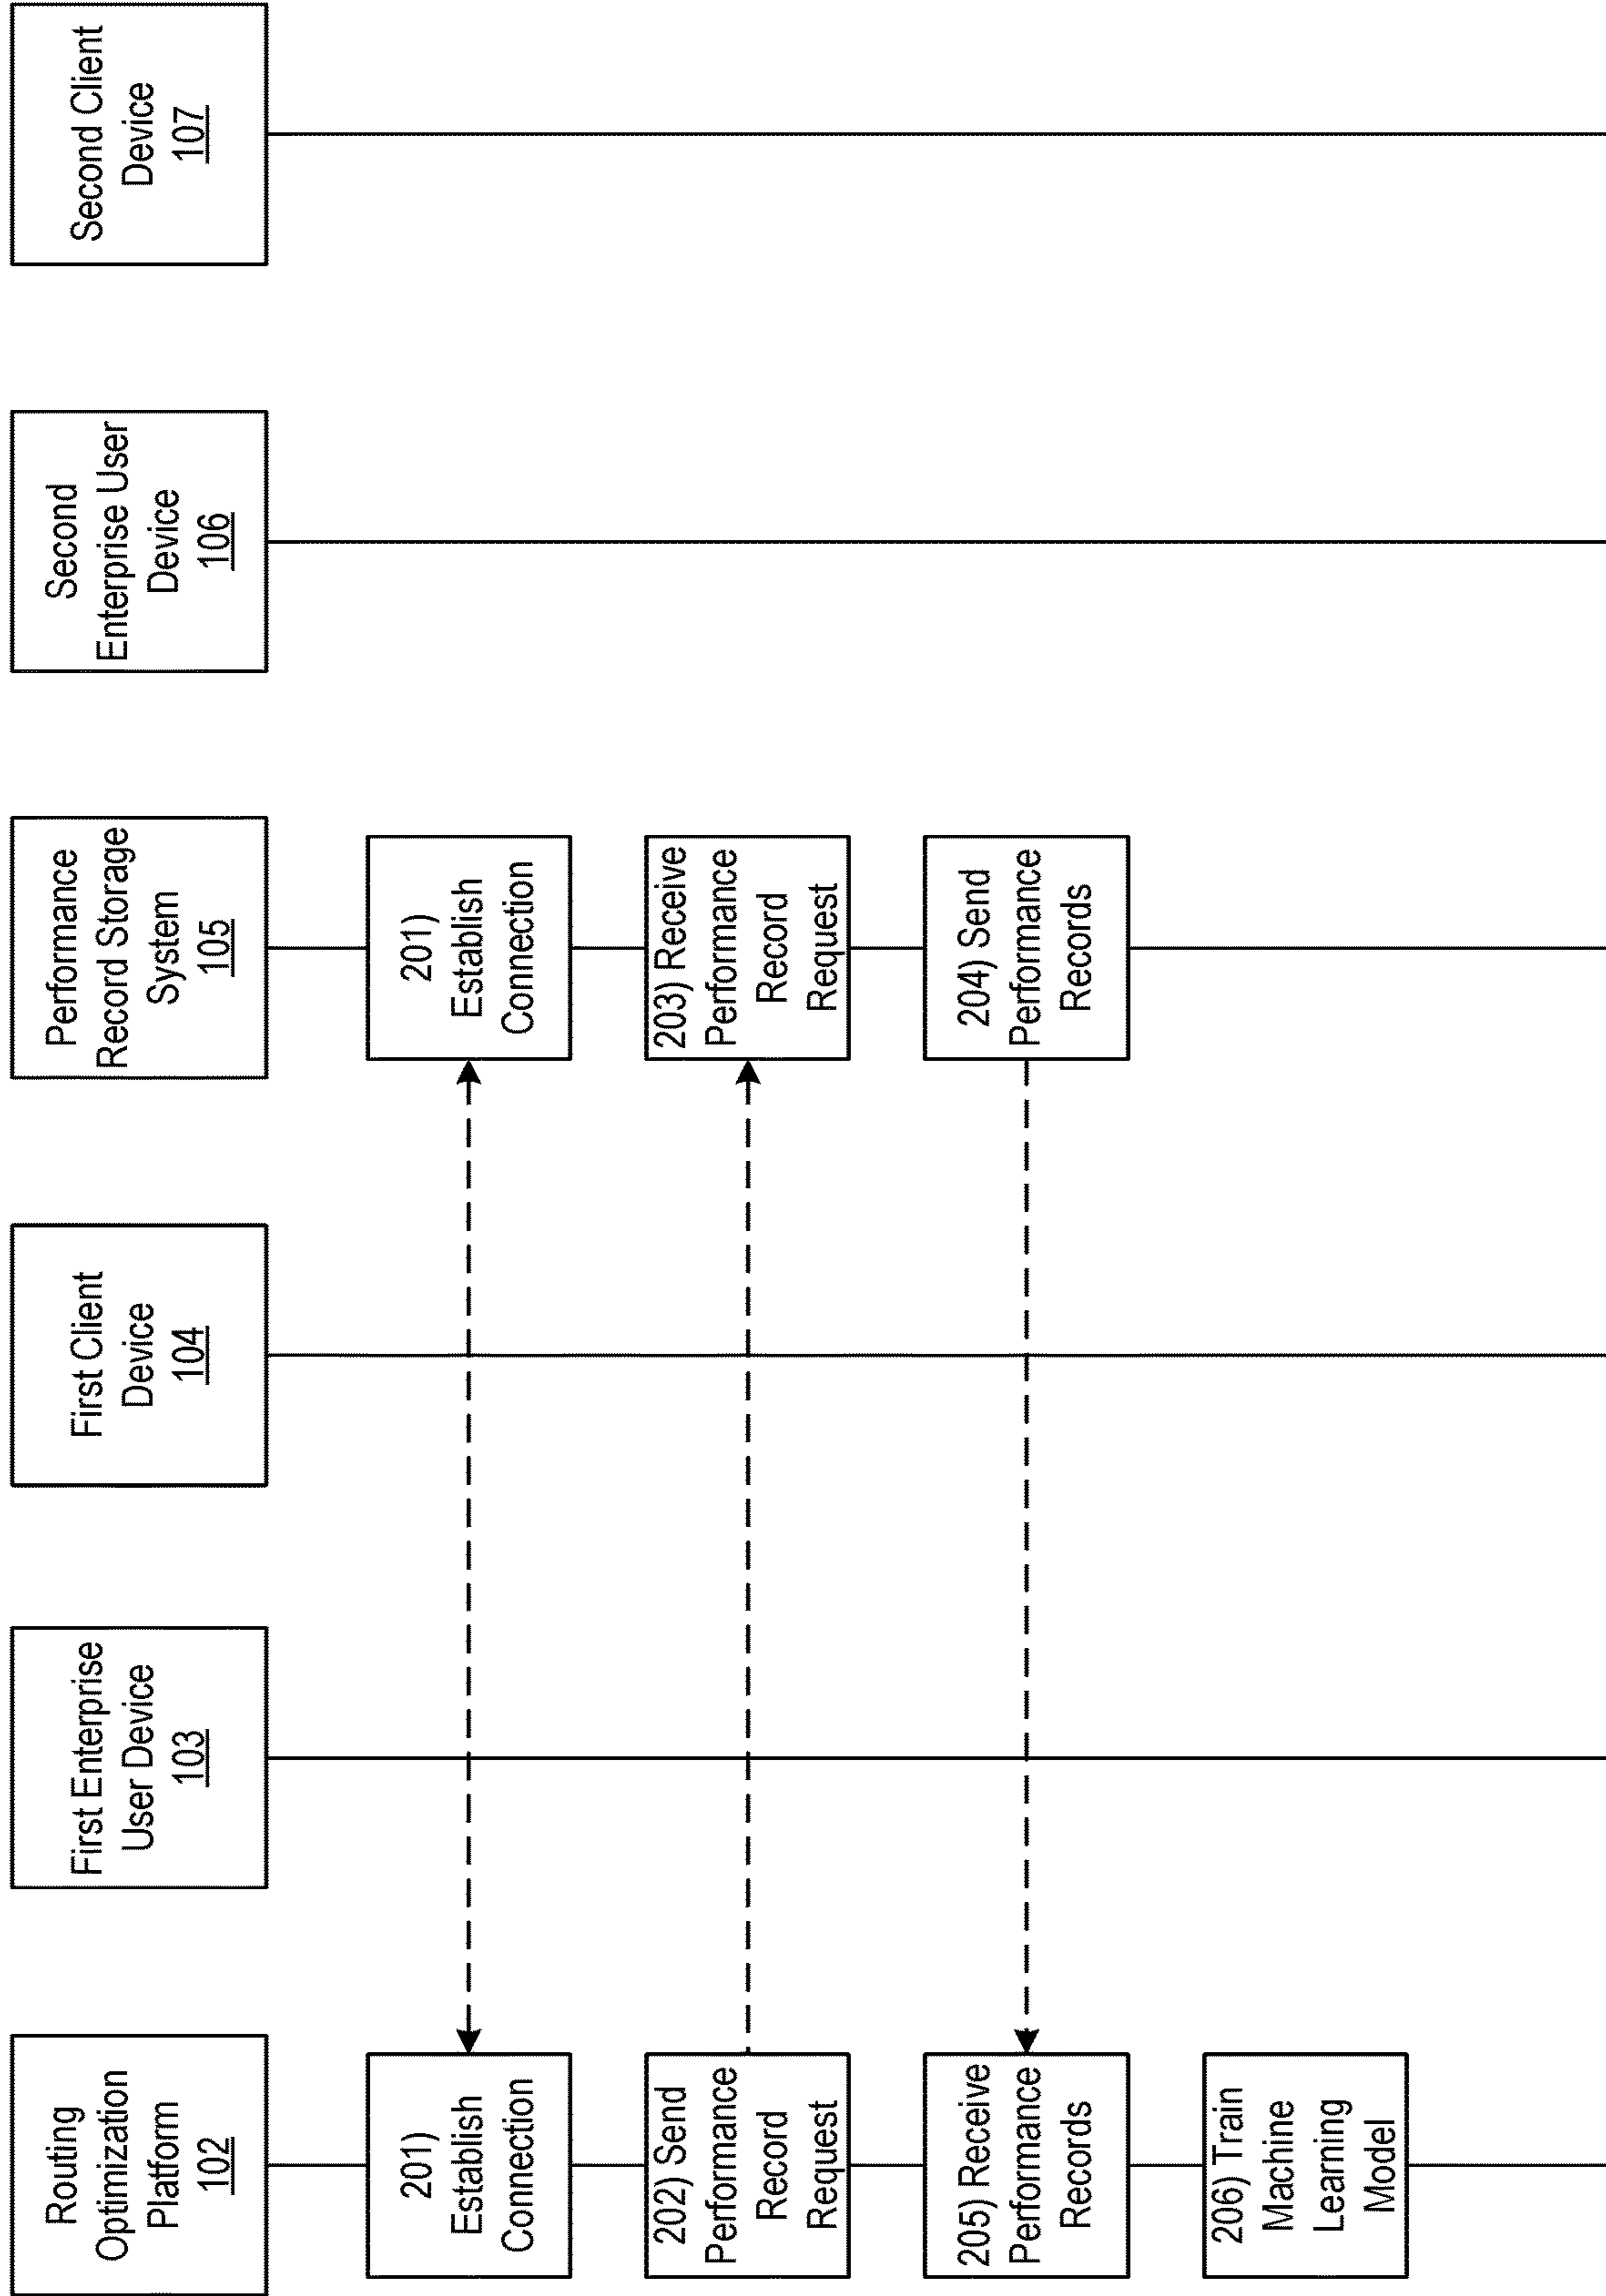 Routing
Optimization
Platform
102
First Enterprise
User Device
103
First Client
Device
104
Performance
Record Storage
System
105
Second
Enterprise User
Device
106
Second Client
Device
107
201)
Establish
Connection
201)
Establish
Connection
202) Send
Performance
Record
Request
203) Receive
Performance
Record
Request
205) Receive
Performance
Records
204) Send
Performance
Records
206) Train
Machine
Learning
Model